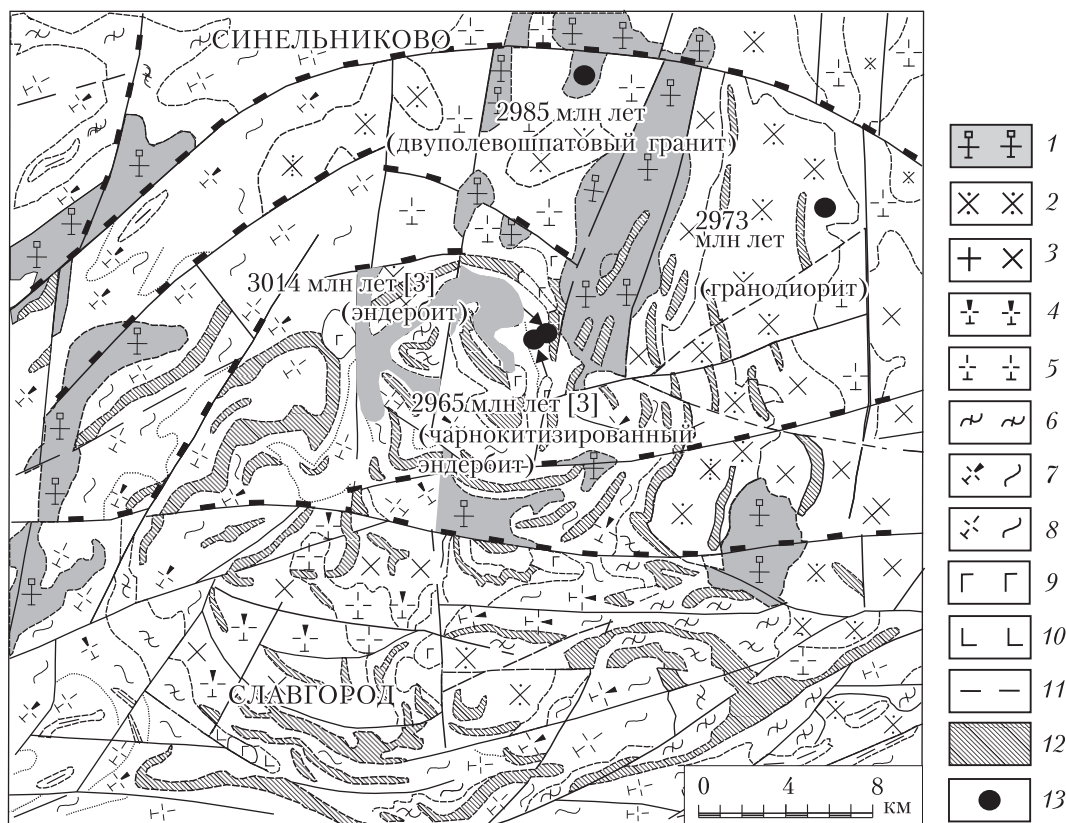 СИНЕЛЬНИКОВО
2985 млн лет
(двуполевошпатовый гранит)
2973
млн лет
(гранодиорит)
3014 млн лет [3]
(эндербит)
2965 млн лет [3]
(чарнокитизированный
эндербит)
СЛАВГОРОД
0 4 8
км
1
2
3
4
5
6
7
8
9
10
11
12
13